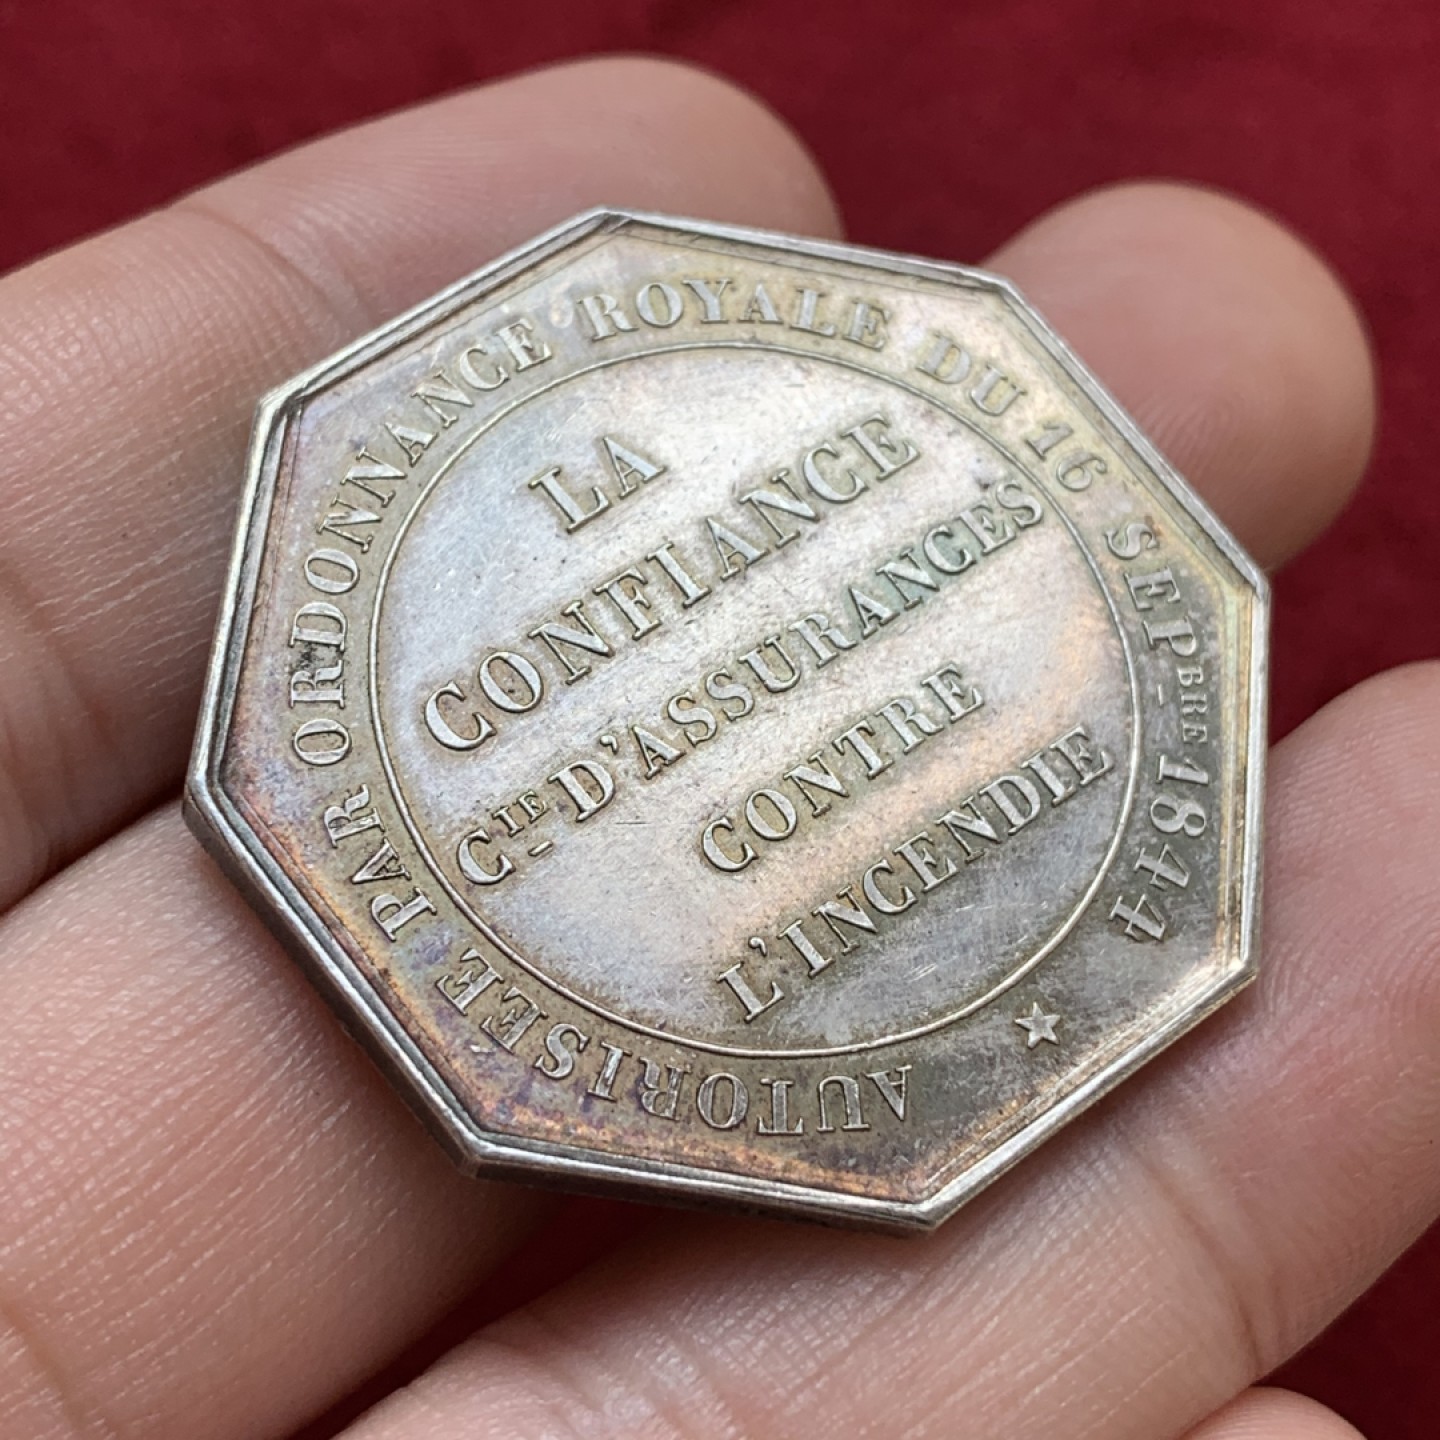 AUTORISÉE PAR ORDONNANCE ROYALE DU 16 SEPBRE 1844
LA
CONFIANCE
CIE D'ASSURANCES
CONTRE
L'INCENDIE